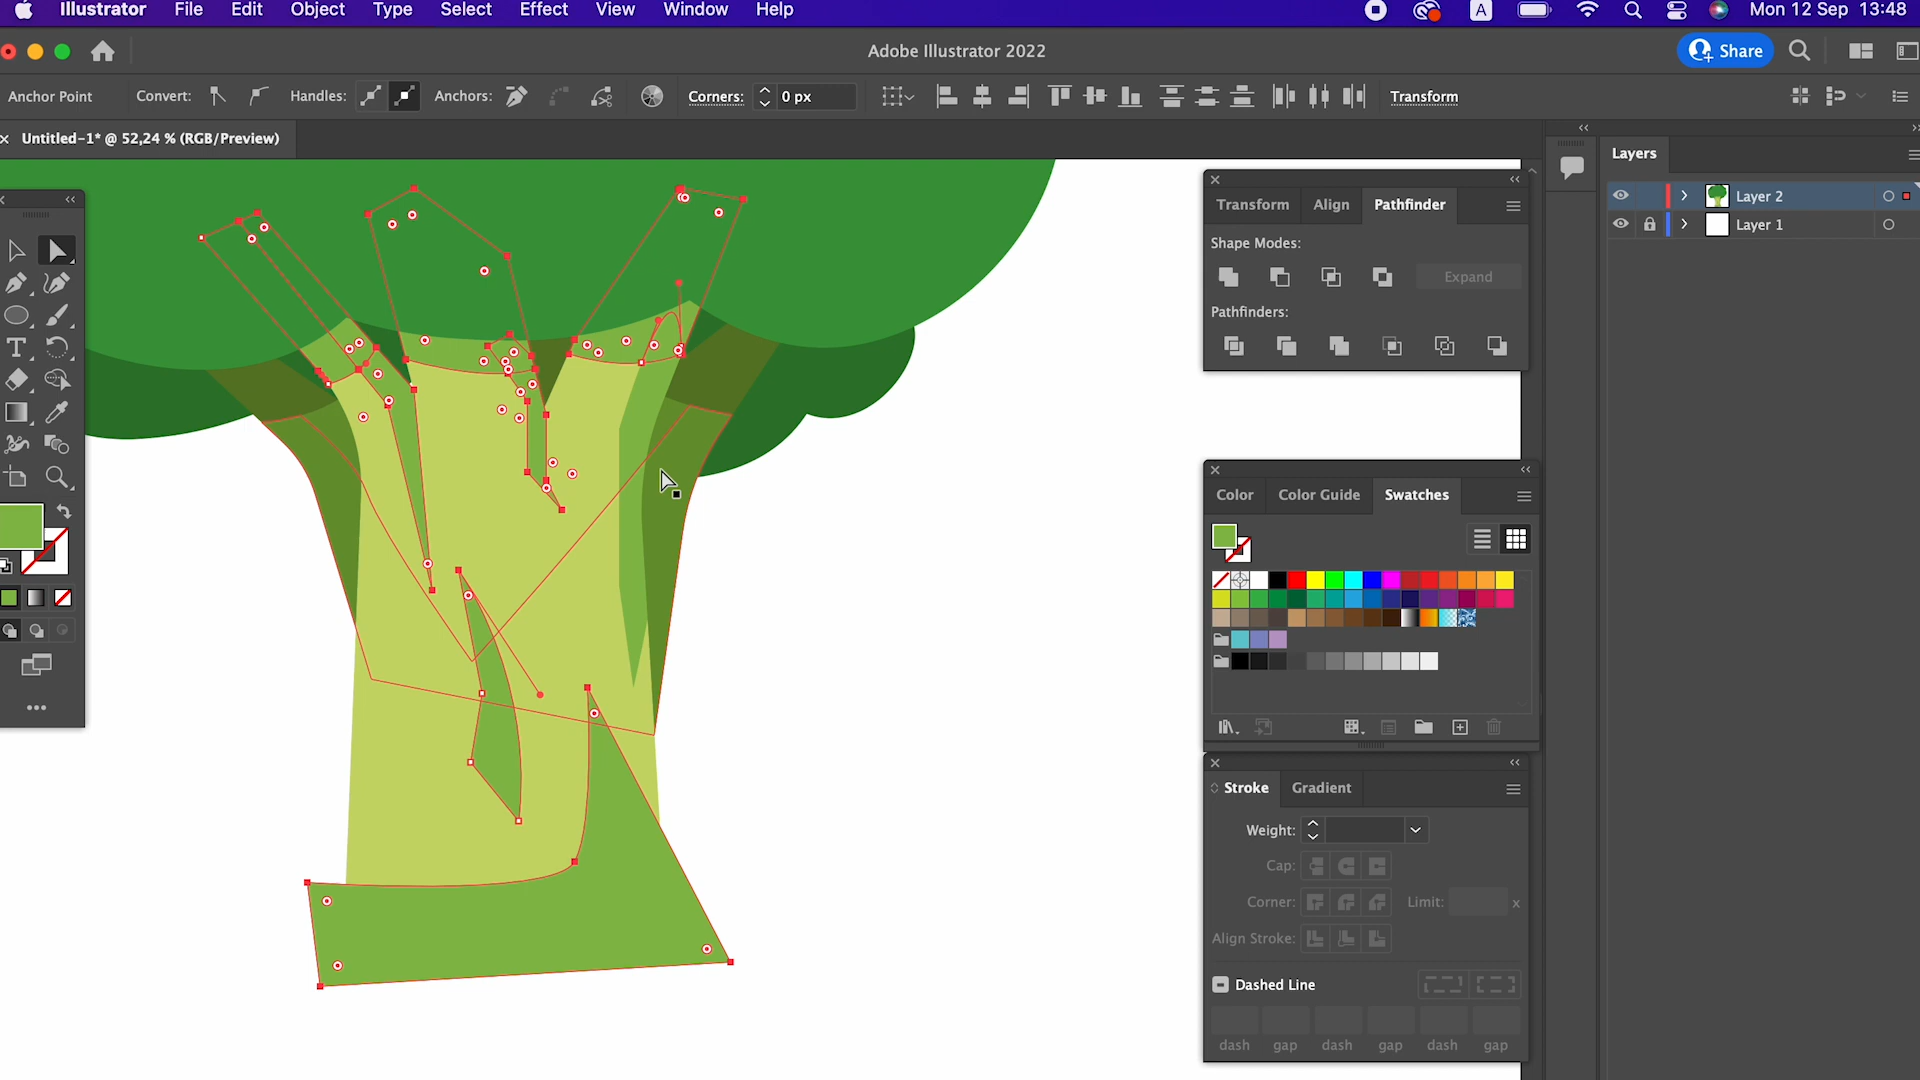 Illustrator File Edit Object Type Select Effect View Window Help A Mon 12 Sep 13:48
Adobe Illustrator 2022
Share
Anchor Point Convert: Handles: Anchors: Corners: 0 px Transform
Untitled-1* @ 52,24 % (RGB/Preview)
Layers
Layer 2
Layer 1
Transform Align Pathfinder
Shape Modes:
Expand
Pathfinders:
Color Color Guide Swatches
Stroke Gradient
Weight:
Cap:
Corner: Limit: x
Align Stroke:
Dashed Line
dash gap dash gap dash gap